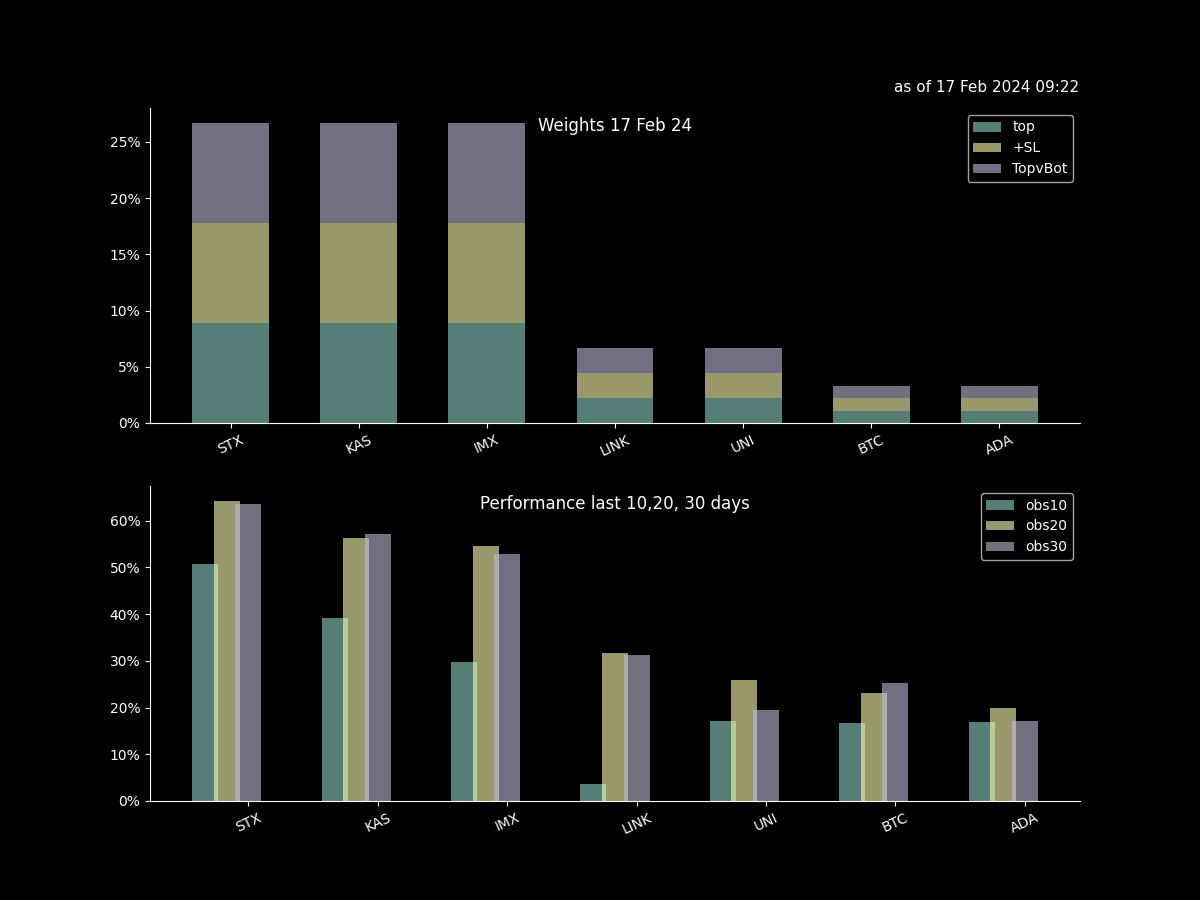 as of 17 Feb 2024 09:22
Weights 17 Feb 24
top
+SL
TopvBot
25%
20%
15%
10%
5%
0%
STX KAS IMX LINK UNI BTC ADA
Performance last 10,20, 30 days
obs10
obs20
obs30
60%
50%
40%
30%
20%
10%
0%
STX KAS IMX LINK UNI BTC ADA